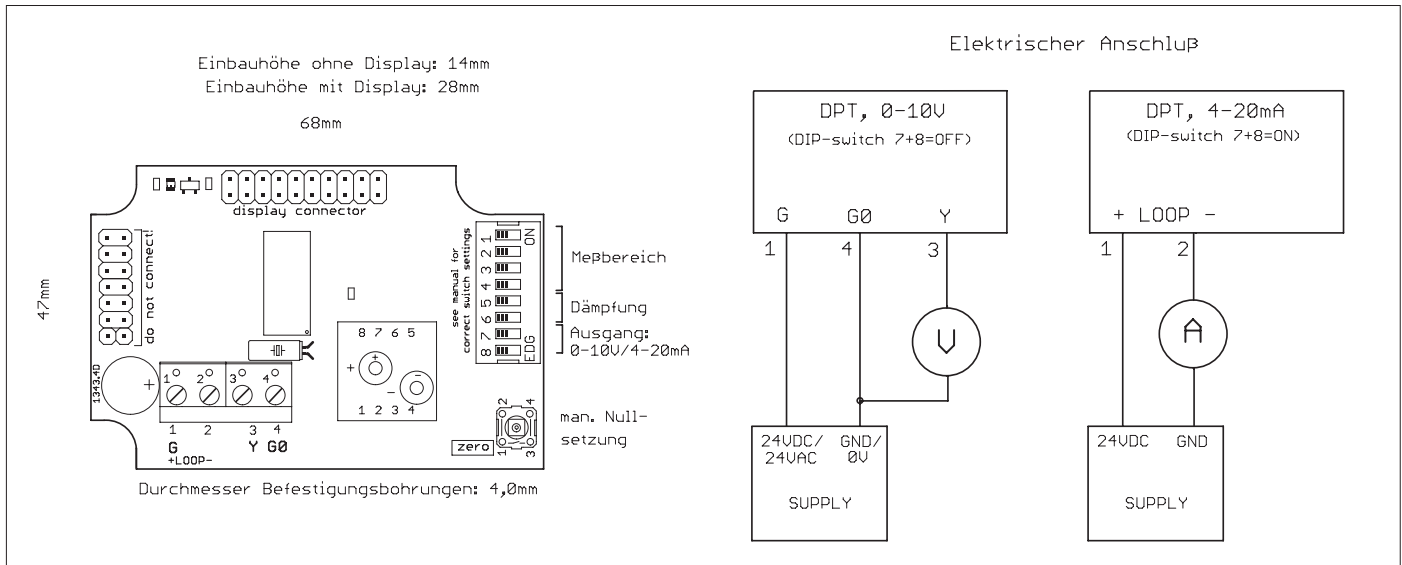 Einbauhöhe ohne Display: 14mm
Einbauhöhe mit Display: 28mm
68mm
47mm
display connector
do not connect!
1343.4D
+
1 2 3 4
1 2 3 4
G Y G0
+LOOP-
8 7 6 5
+ +
- -
1 2 3 4
see manual for
correct switch settings
1 2 3 4 5 6 7 8
ON
EDG
Meßbereich
Dämpfung
Ausgang:
0-10V/4-20mA
2 4
zero
1 3
man. Null-
setzung
Durchmesser Befestigungsbohrungen: 4,0mm
Elektrischer Anschluß
DPT, 0-10V
(DIP-switch 7+8=OFF)
G G0 Y
1 4 3
V
24VDC/ GND/
24VAC 0V
SUPPLY
DPT, 4-20mA
(DIP-switch 7+8=ON)
+ LOOP -
1 2
A
24VDC GND
SUPPLY